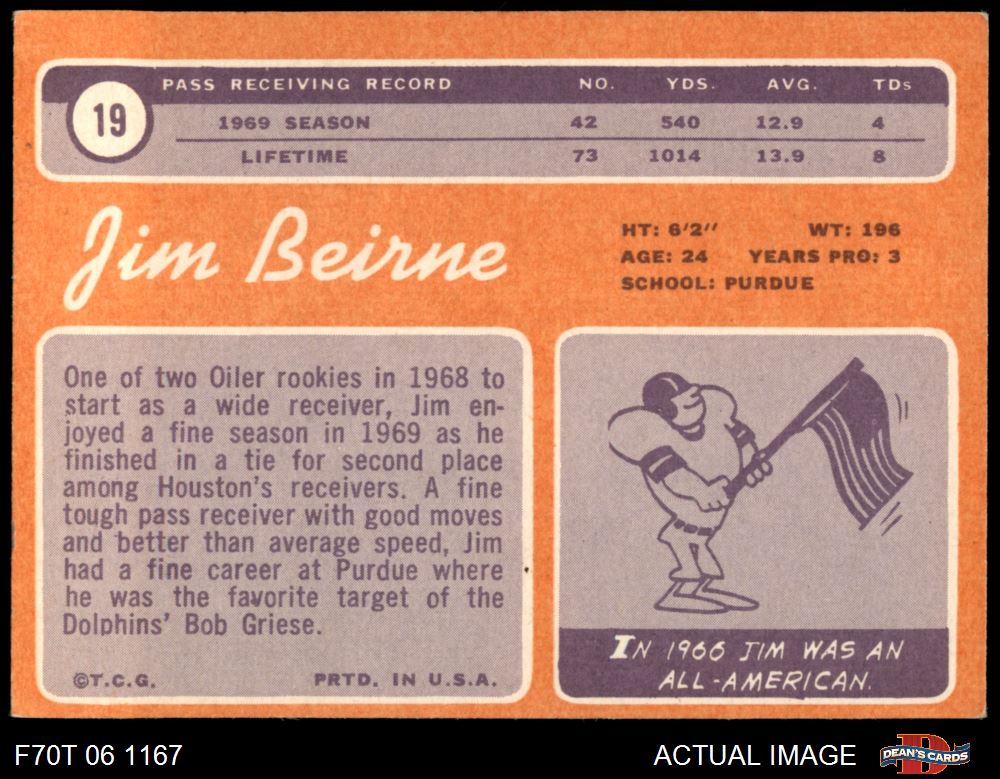 19
PASS RECEIVING RECORD NO. YDS. AVG. TDs
1969 SEASON 42 540 12.9 4
LIFETIME 73 1014 13.9 8
Jim Beirne
HT: 6'2" WT: 196
AGE: 24 YEARS PRO: 3
SCHOOL: PURDUE
One of two Oiler rookies in 1968 to
start as a wide receiver, Jim en-
joyed a fine season in 1969 as he
finished in a tie for second place
among Houston's receivers. A fine
tough pass receiver with good moves
and better than average speed, Jim
had a fine career at Purdue where
he was the favorite target of the
Dolphins' Bob Griese.
©T.C.G. PRTD. IN U.S.A.
IN 1966 JIM WAS AN
ALL-AMERICAN.
F70T 06 1167 ACTUAL IMAGE
D
DEAN'S CARDS